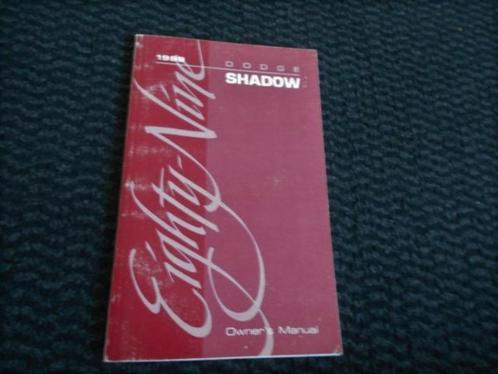 1989
DODGE
SHADOW
Eighty-Nine
Owner's Manual